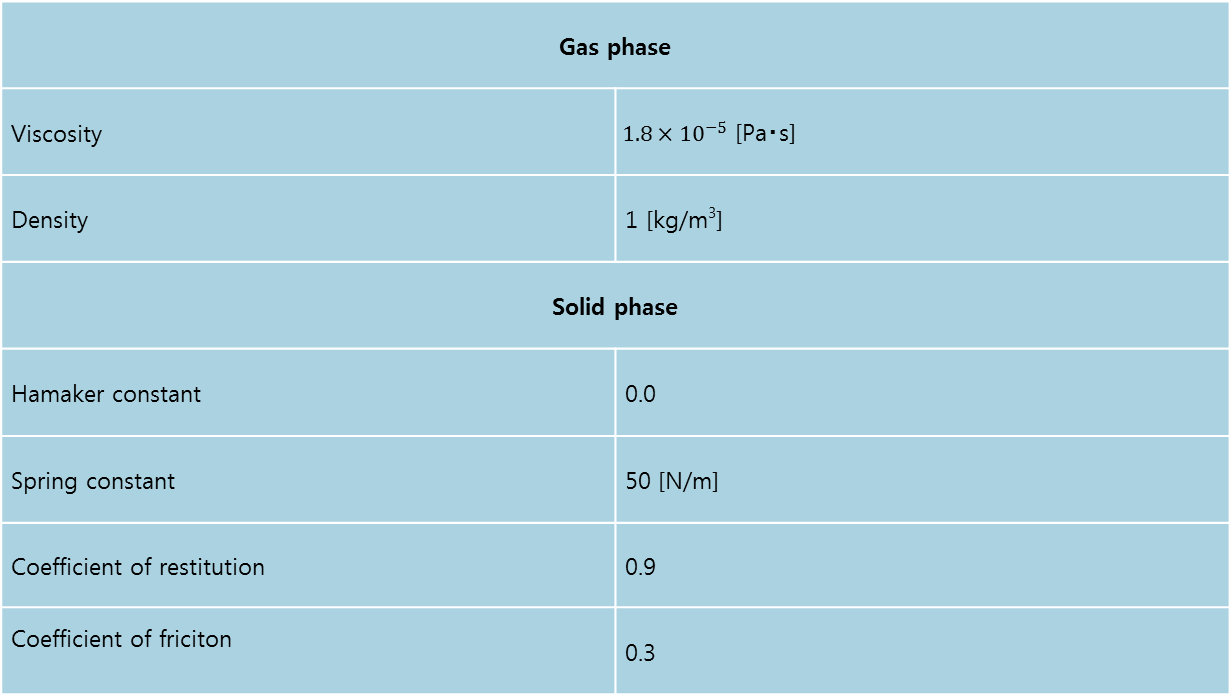 Gas phase
Viscosity 1.8 × 10⁻⁵ [Pa·s]
Density 1 [kg/m³]
Solid phase
Hamaker constant 0.0
Spring constant 50 [N/m]
Coefficient of restitution 0.9
Coefficient of friciton 0.3